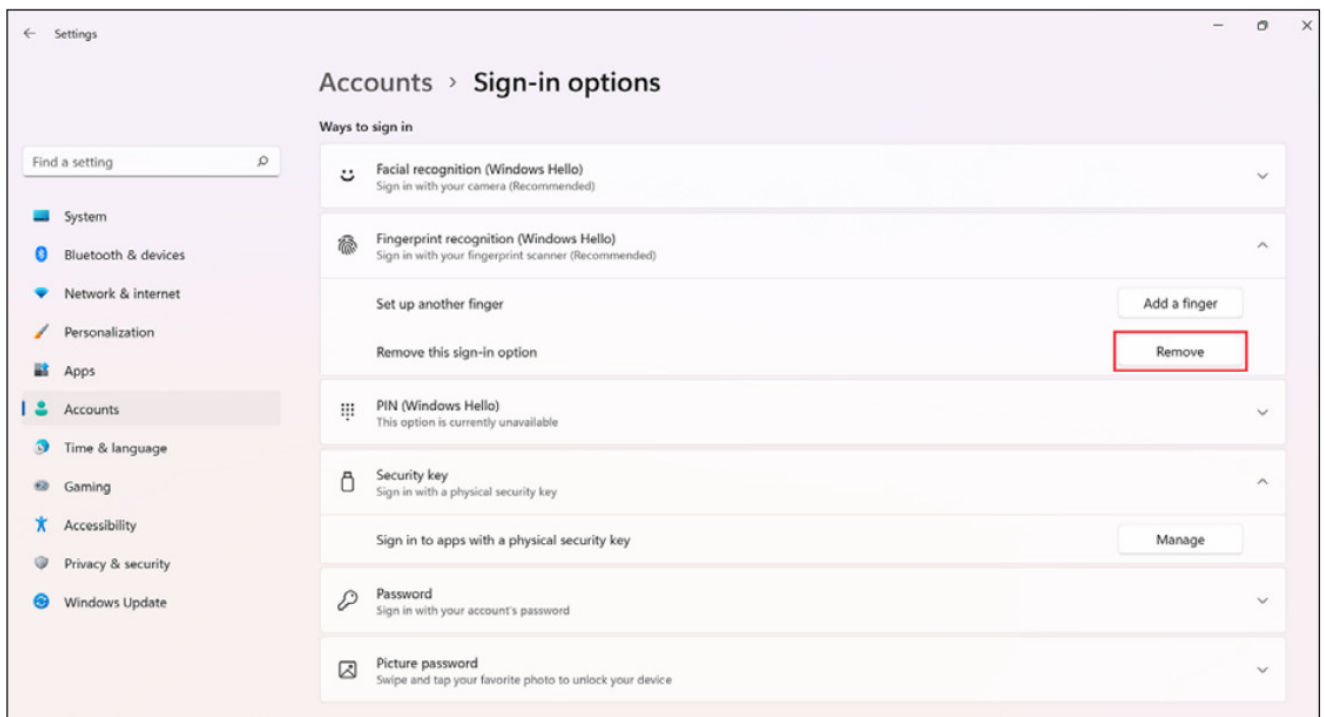 Settings
Accounts > Sign-in options
Ways to sign in
Find a setting
System
Bluetooth & devices
Network & internet
Personalization
Apps
Accounts
Time & language
Gaming
Accessibility
Privacy & security
Windows Update
Facial recognition (Windows Hello)
Sign in with your camera (Recommended)
Fingerprint recognition (Windows Hello)
Sign in with your fingerprint scanner (Recommended)
Set up another finger
Add a finger
Remove this sign-in option
Remove
PIN (Windows Hello)
This option is currently unavailable
Security key
Sign in with a physical security key
Sign in to apps with a physical security key
Manage
Password
Sign in with your account's password
Picture password
Swipe and tap your favorite photo to unlock your device